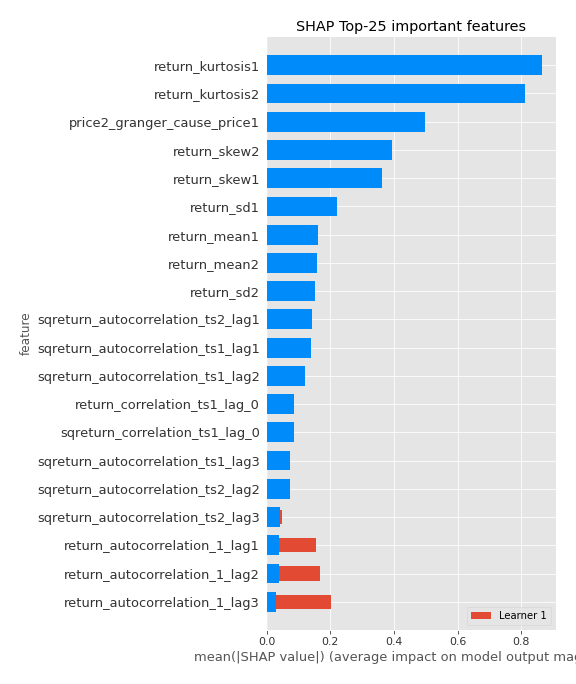 SHAP Top-25 important features
return_kurtosis1
return_kurtosis2
price2_granger_cause_price1
return_skew2
return_skew1
return_sd1
return_mean1
return_mean2
return_sd2
sqreturn_autocorrelation_ts2_lag1
sqreturn_autocorrelation_ts1_lag1
sqreturn_autocorrelation_ts1_lag2
return_correlation_ts1_lag_0
sqreturn_correlation_ts1_lag_0
sqreturn_autocorrelation_ts1_lag3
sqreturn_autocorrelation_ts2_lag2
sqreturn_autocorrelation_ts2_lag3
return_autocorrelation_1_lag1
return_autocorrelation_1_lag2
return_autocorrelation_1_lag3
feature
Learner 1
0.0 0.2 0.4 0.6 0.8
mean(|SHAP value|) (average impact on model output mag